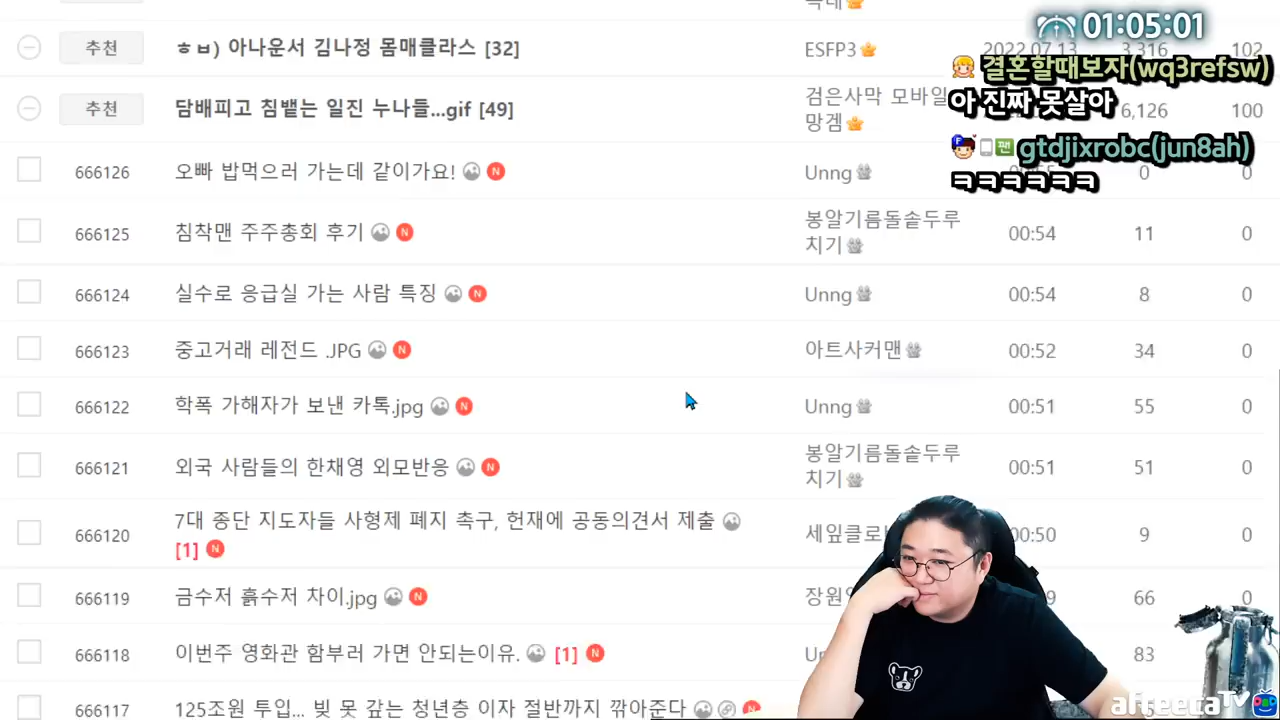 01:05:01
추천 ㅎㅂ) 아나운서 김나정 몸매클라스 [32] ESFP3 2022.07.13 3,316 102
결혼할때보자(wq3refsw)
아 진짜 못살아
추천 담배피고 침뱉는 일진 누나들...gif [49] 검은사막 모바일 망겜 6,126 100
gtdjixrobc(jun8ah)
ㅋㅋㅋㅋㅋㅋ
666126 오빠 밥먹으러 가는데 같이가요! N Unng 0 0
666125 침착맨 주주총회 후기 N 봉알기름돌솥두루치기 00:54 11 0
666124 실수로 응급실 가는 사람 특징 N Unng 00:54 8 0
666123 중고거래 레전드 .JPG N 아트사커맨 00:52 34 0
666122 학폭 가해자가 보낸 카톡.jpg N Unng 00:51 55 0
666121 외국 사람들의 한채영 외모반응 N 봉알기름돌솥두루치기 00:51 51 0
666120 7대 종단 지도자들 사형제 폐지 촉구, 헌재에 공동의견서 제출
[1] N 세잎클로 00:50 9 0
666119 금수저 흙수저 차이.jpg N 장원 66 0
666118 이번주 영화관 함부러 가면 안되는이유. [1] N 83
666117 125조원 투입... 빚 못 갚는 청년층 이자 절반까지 깎아준다 N
afreecaTV